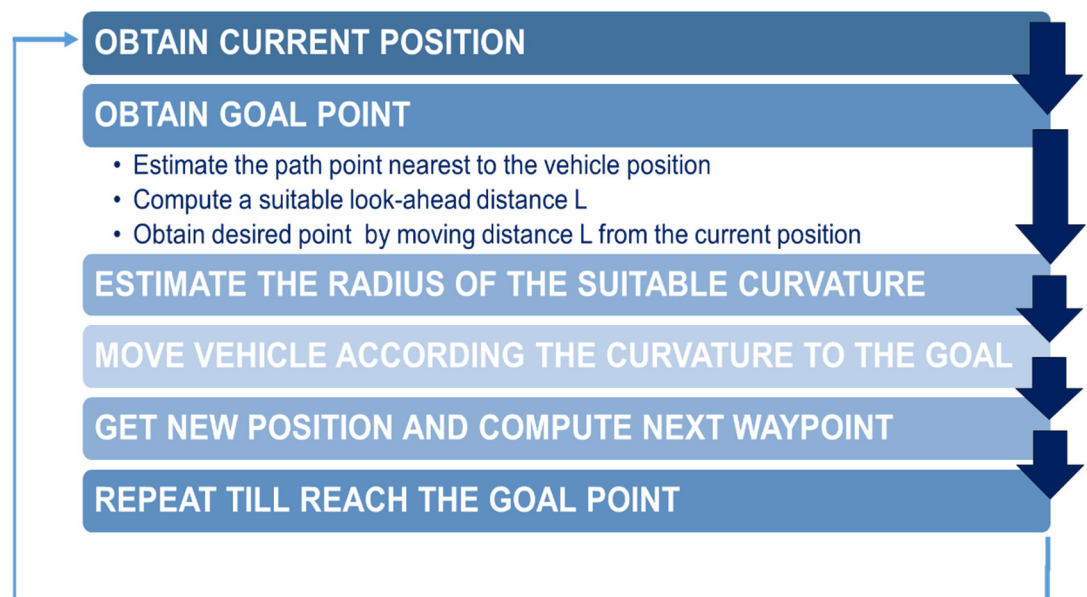 OBTAIN CURRENT POSITION
OBTAIN GOAL POINT
• Estimate the path point nearest to the vehicle position
• Compute a suitable look-ahead distance L
• Obtain desired point by moving distance L from the current position
ESTIMATE THE RADIUS OF THE SUITABLE CURVATURE
MOVE VEHICLE ACCORDING THE CURVATURE TO THE GOAL
GET NEW POSITION AND COMPUTE NEXT WAYPOINT
REPEAT TILL REACH THE GOAL POINT